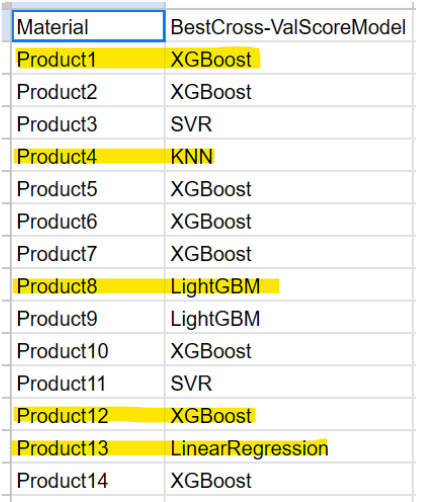 Material BestCross-ValScoreModel
Product1 XGBoost
Product2 XGBoost
Product3 SVR
Product4 KNN
Product5 XGBoost
Product6 XGBoost
Product7 XGBoost
Product8 LightGBM
Product9 LightGBM
Product10 XGBoost
Product11 SVR
Product12 XGBoost
Product13 LinearRegression
Product14 XGBoost